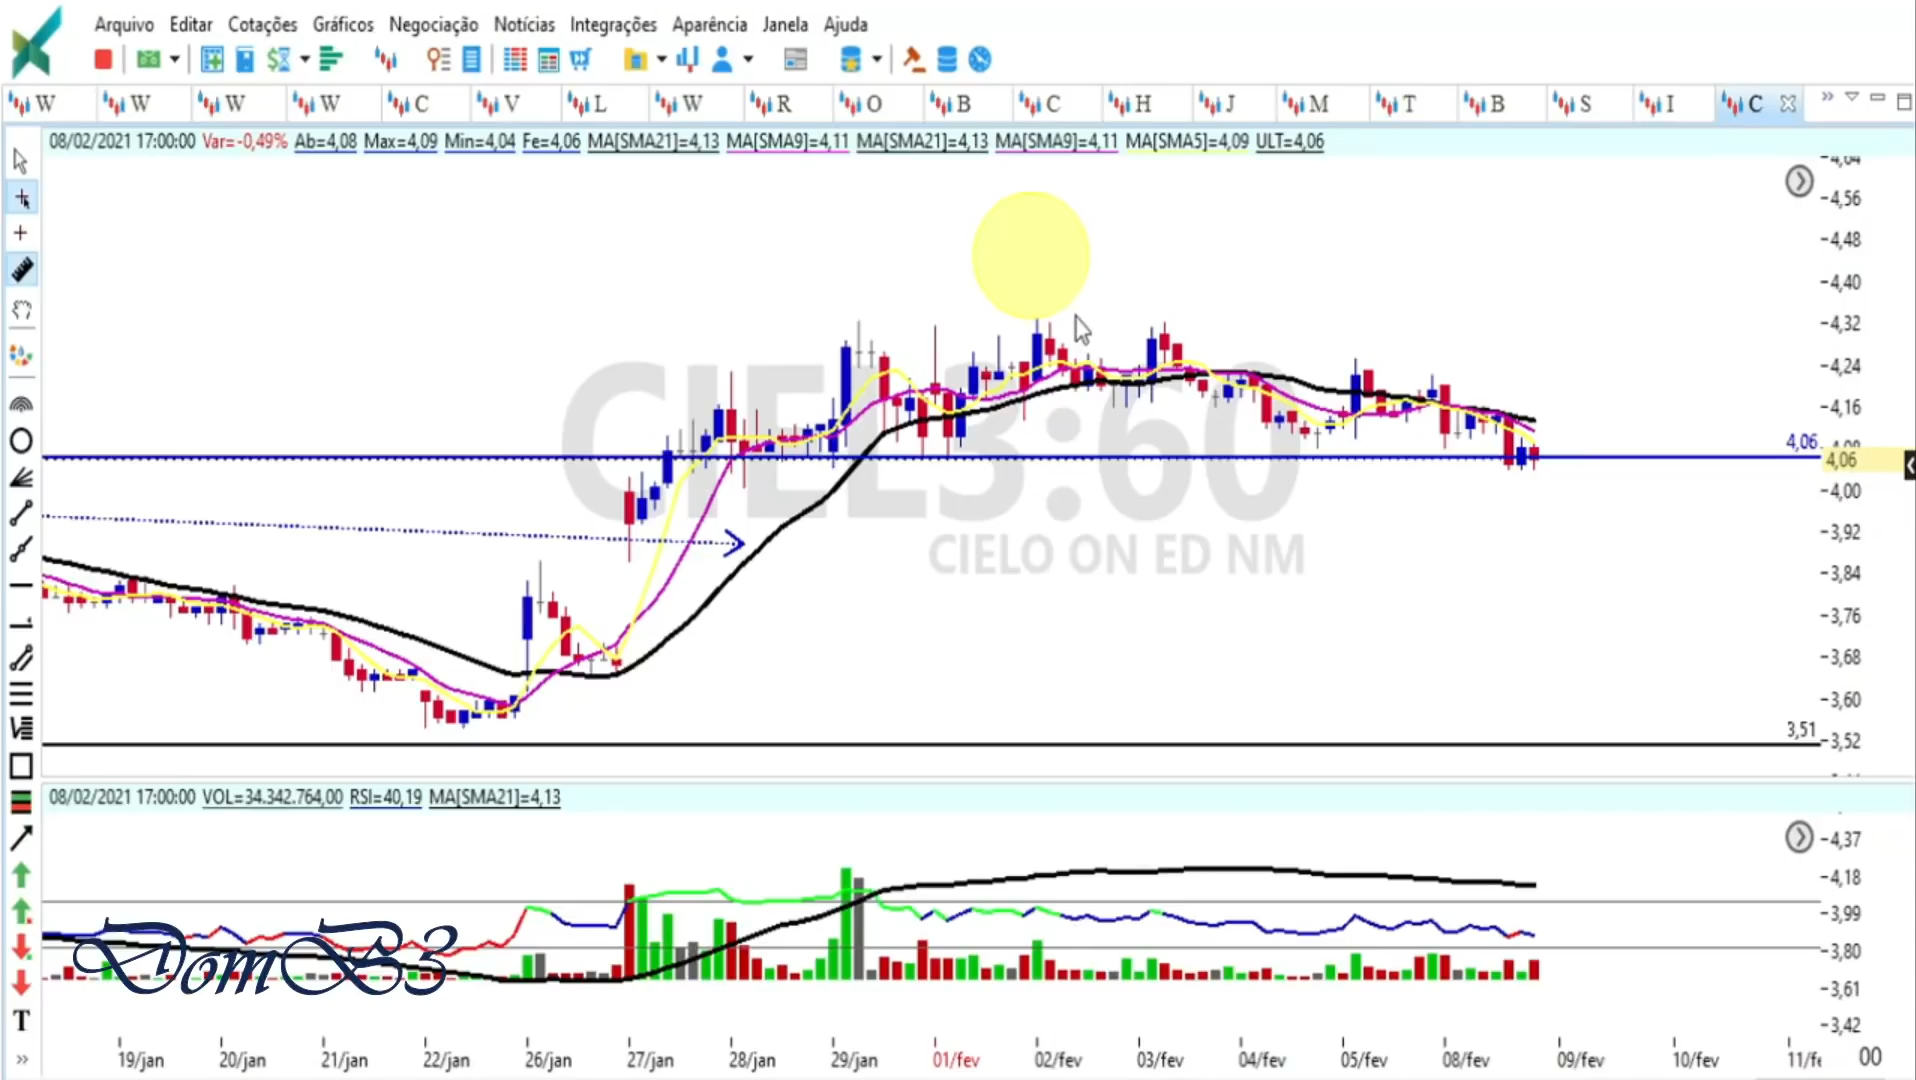 Arquivo Editar Cotações Gráficos Negociação Notícias Integrações Aparência Janela Ajuda
W W W W C V L W R O B C H J M T B S I C
08/02/2021 17:00:00 Var=-0,49% Ab=4,08 Max=4,09 Min=4,04 Fe=4,06 MA[SMA21]=4,13 MA[SMA9]=4,11 MA[SMA21]=4,13 MA[SMA9]=4,11 MA[SMA5]=4,09 ULT=4,06
4,56
4,48
4,40
4,32
4,24
4,16
4,06
4,06
4,00
3,92
3,84
3,76
3,68
3,60
3,51
3,52
CIEL3:60
CIELO ON ED NM
08/02/2021 17:00:00 VOL=34.342.764,00 RSI=40,19 MA[SMA21]=4,13
4,37
4,18
3,99
3,80
3,61
3,42
DomB3
T
19/jan 20/jan 21/jan 22/jan 26/jan 27/jan 28/jan 29/jan 01/fev 02/fev 03/fev 04/fev 05/fev 08/fev 09/fev 10/fev 00